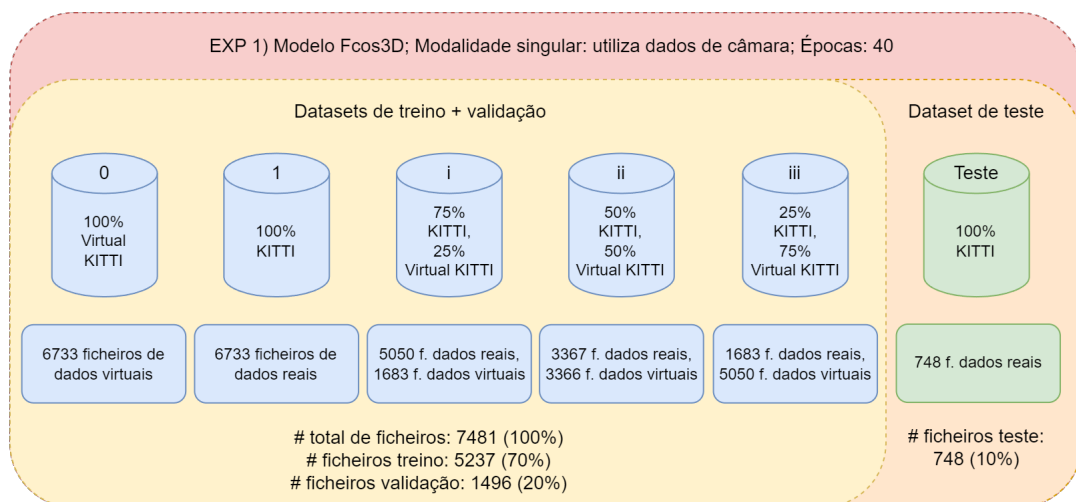 EXP 1) Modelo Fcos3D; Modalidade singular: utiliza dados de câmara; Épocas: 40
Datasets de treino + validação
Dataset de teste
0
100%
Virtual
KITTI
1
100%
KITTI
i
75%
KITTI,
25%
Virtual KITTI
ii
50%
KITTI,
50%
Virtual KITTI
iii
25%
KITTI,
75%
Virtual KITTI
Teste
100%
KITTI
6733 ficheiros de
dados virtuais
6733 ficheiros de
dados reais
5050 f. dados reais,
1683 f. dados virtuais
3367 f. dados reais,
3366 f. dados virtuais
1683 f. dados reais,
5050 f. dados virtuais
748 f. dados reais
# total de ficheiros: 7481 (100%)
# ficheiros treino: 5237 (70%)
# ficheiros validação: 1496 (20%)
# ficheiros teste:
748 (10%)